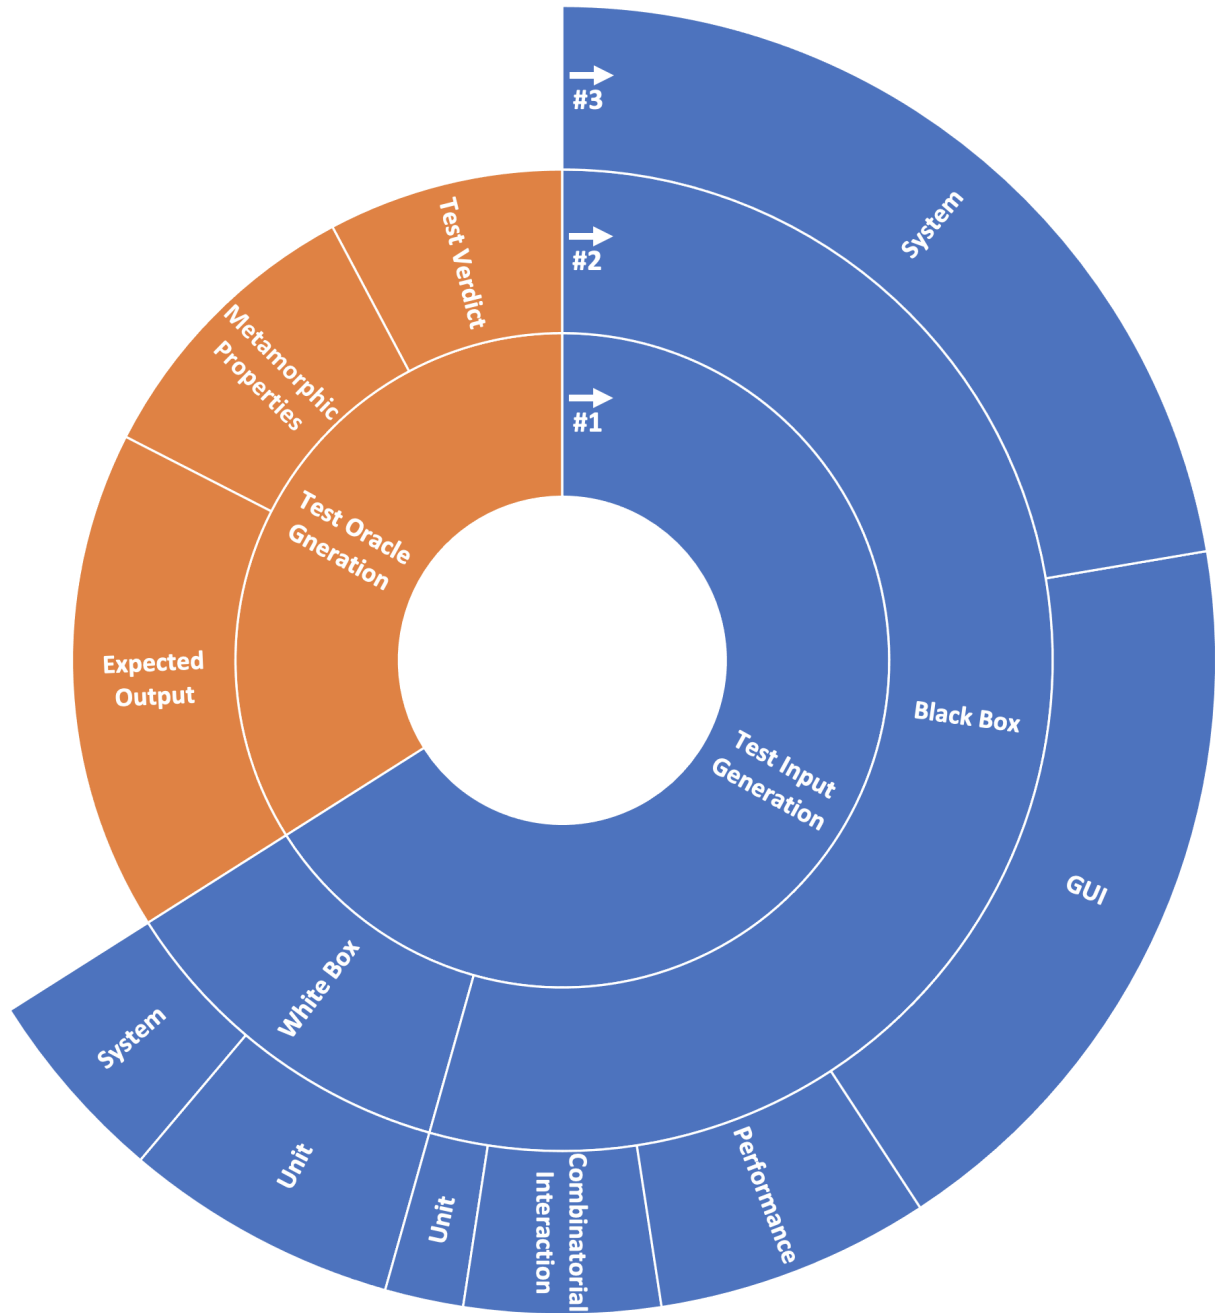 #3
System
#2
Test Verdict
#1
Metamorphic
Properties
Test Oracle
Gneration
Expected
Output
Black Box
Test Input
Generation
GUI
White Box
System
Unit
Unit
Combinatorial
Interaction
Performance